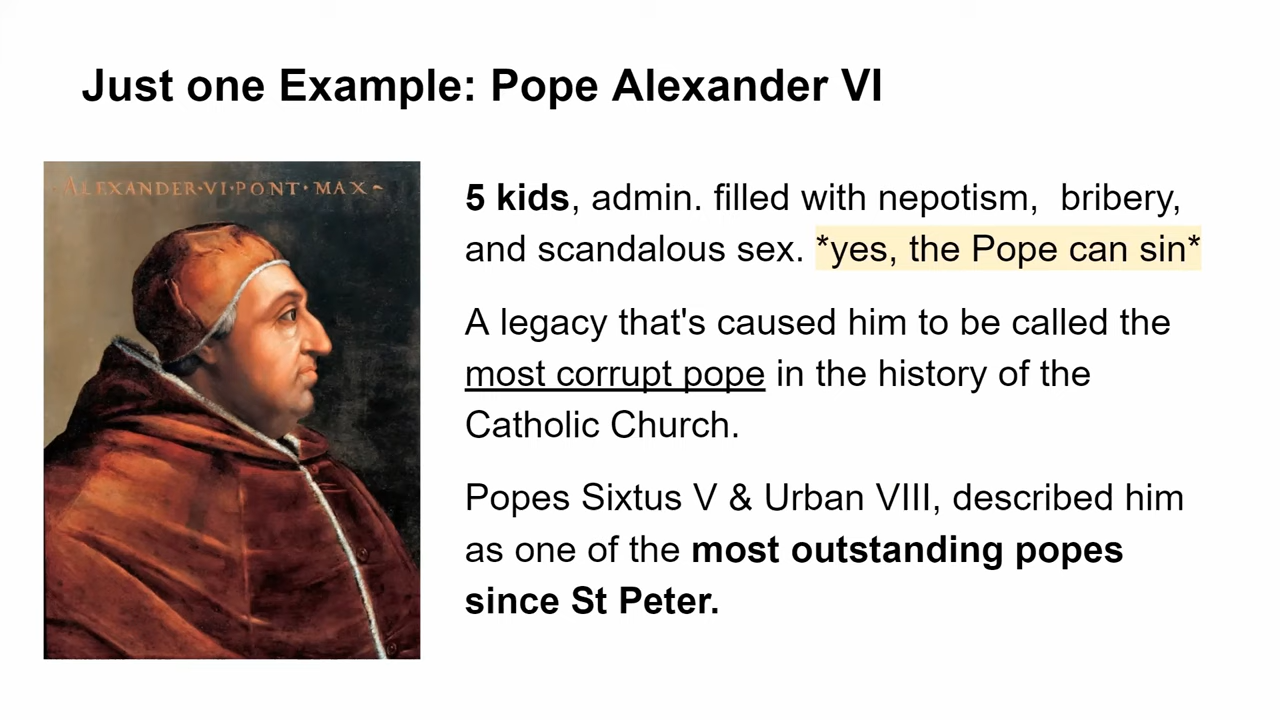 Just one Example: Pope Alexander VI
ALEXANDER·VI·PONT·MAX~
5 kids, admin. filled with nepotism,  bribery,
and scandalous sex. *yes, the Pope can sin*
A legacy that's caused him to be called the
most corrupt pope in the history of the
Catholic Church.
Popes Sixtus V & Urban VIII, described him
as one of the most outstanding popes
since St Peter.